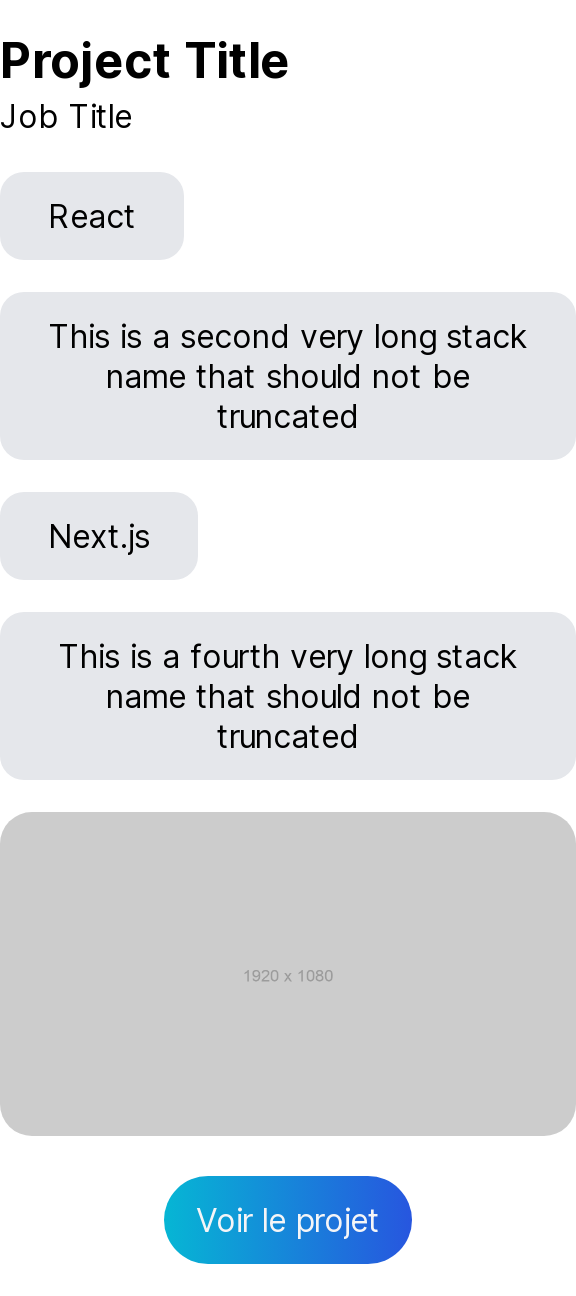 Project Title
Job Title
React
This is a second very long stack
name that should not be
truncated
Next.js
This is a fourth very long stack
name that should not be
truncated
1920 x 1080
Voir le projet